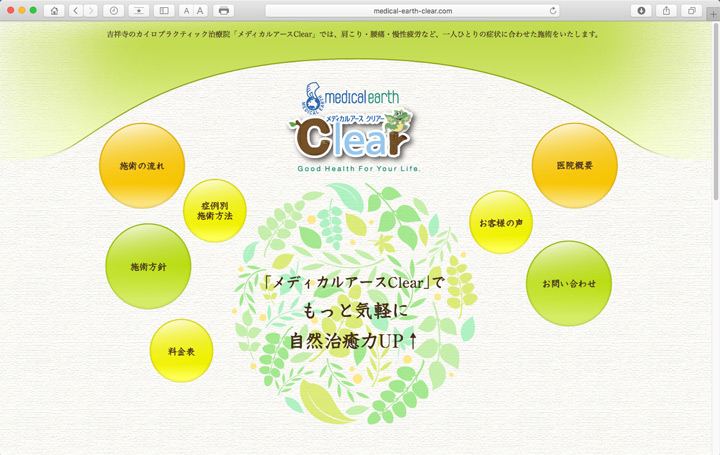 medical-earth-clear.com
A A
吉祥寺のカイロプラクティック治療院「メディカルアースClear」では、肩こり・腰痛・慢性疲労など、一人ひとりの症状に合わせた施術をいたします。
medical earth
メディカルアース クリアー
Clear
Good Health For Your Life.
施術の流れ
症例別
施術方法
施術方針
料金表
医院概要
お客様の声
お問い合わせ
「メディカルアースClear」で
もっと気軽に
自然治癒力UP↑